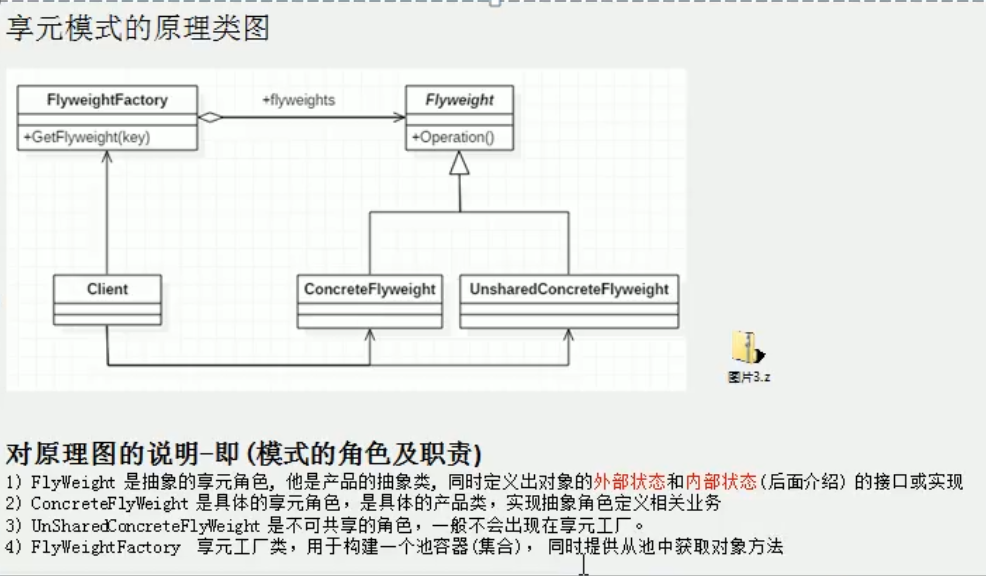 享元模式的原理类图
FlyweightFactory
+flyweights
Flyweight
+GetFlyweight(key)
+Operation()
Client
ConcreteFlyweight
UnsharedConcreteFlyweight
图片3.z
对原理图的说明-即(模式的角色及职责)
1) FlyWeight 是抽象的享元角色, 他是产品的抽象类, 同时定义出对象的外部状态和内部状态(后面介绍) 的接口或实现
2) ConcreteFlyWeight 是具体的享元角色，是具体的产品类，实现抽象角色定义相关业务
3) UnSharedConcreteFlyWeight 是不可共享的角色，一般不会出现在享元工厂。
4) FlyWeightFactory 享元工厂类，用于构建一个池容器(集合)， 同时提供从池中获取对象方法